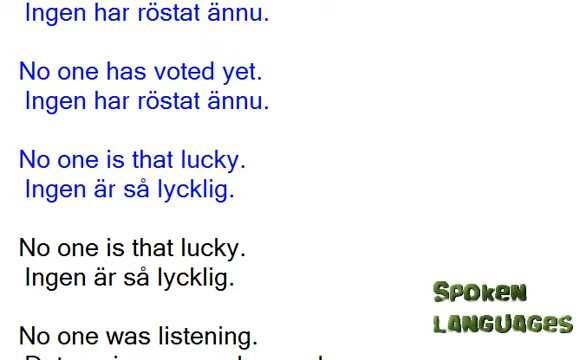 Ingen har röstat ännu.
No one has voted yet.
Ingen har röstat ännu.
No one is that lucky.
Ingen är så lycklig.
No one is that lucky.
Ingen är så lycklig.
No one was listening.
SPOKEN
LANGUAGES